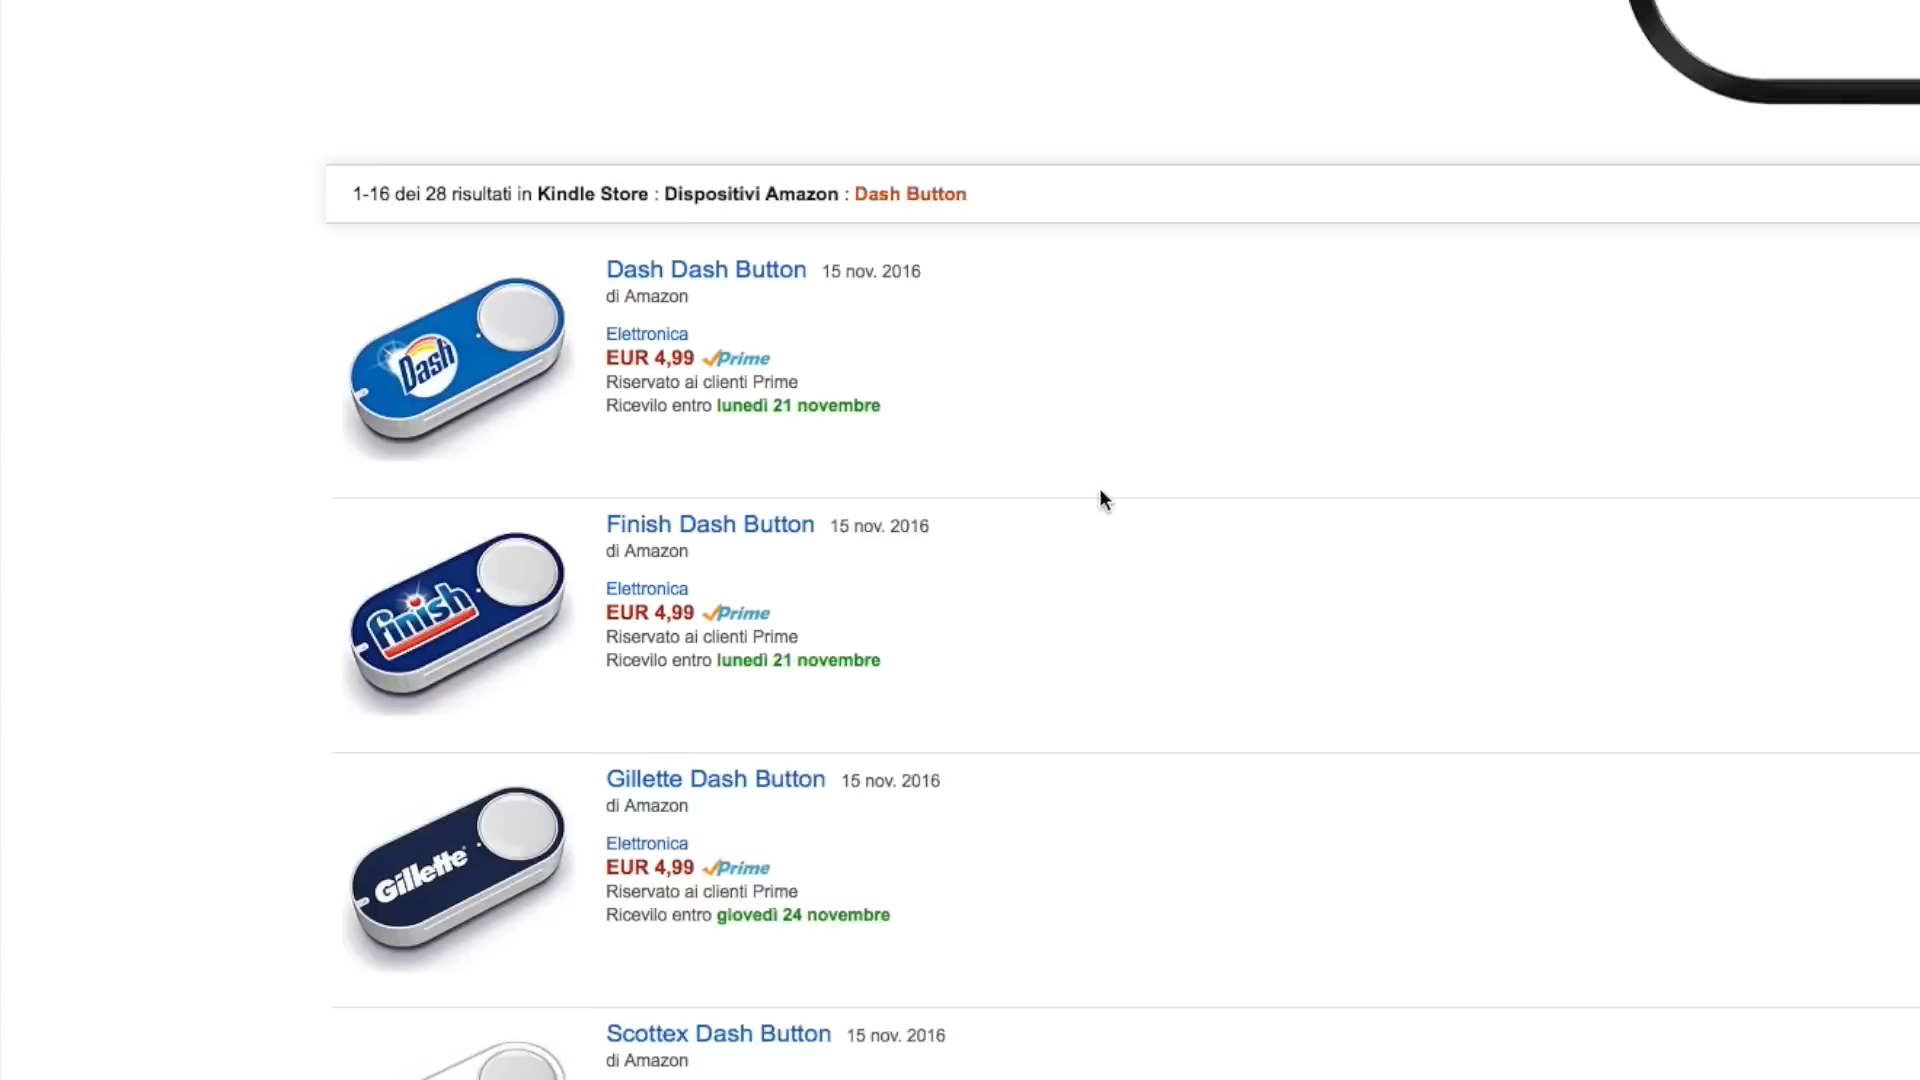 1-16 dei 28 risultati in Kindle Store : Dispositivi Amazon : Dash Button
Dash Dash Button 15 nov. 2016
di Amazon
Elettronica
EUR 4,99 Prime
Riservato ai clienti Prime
Ricevilo entro lunedì 21 novembre
Dash
Finish Dash Button 15 nov. 2016
di Amazon
Elettronica
EUR 4,99 Prime
Riservato ai clienti Prime
Ricevilo entro lunedì 21 novembre
finish
Gillette Dash Button 15 nov. 2016
di Amazon
Elettronica
EUR 4,99 Prime
Riservato ai clienti Prime
Ricevilo entro giovedì 24 novembre
Gillette
Scottex Dash Button 15 nov. 2016
di Amazon